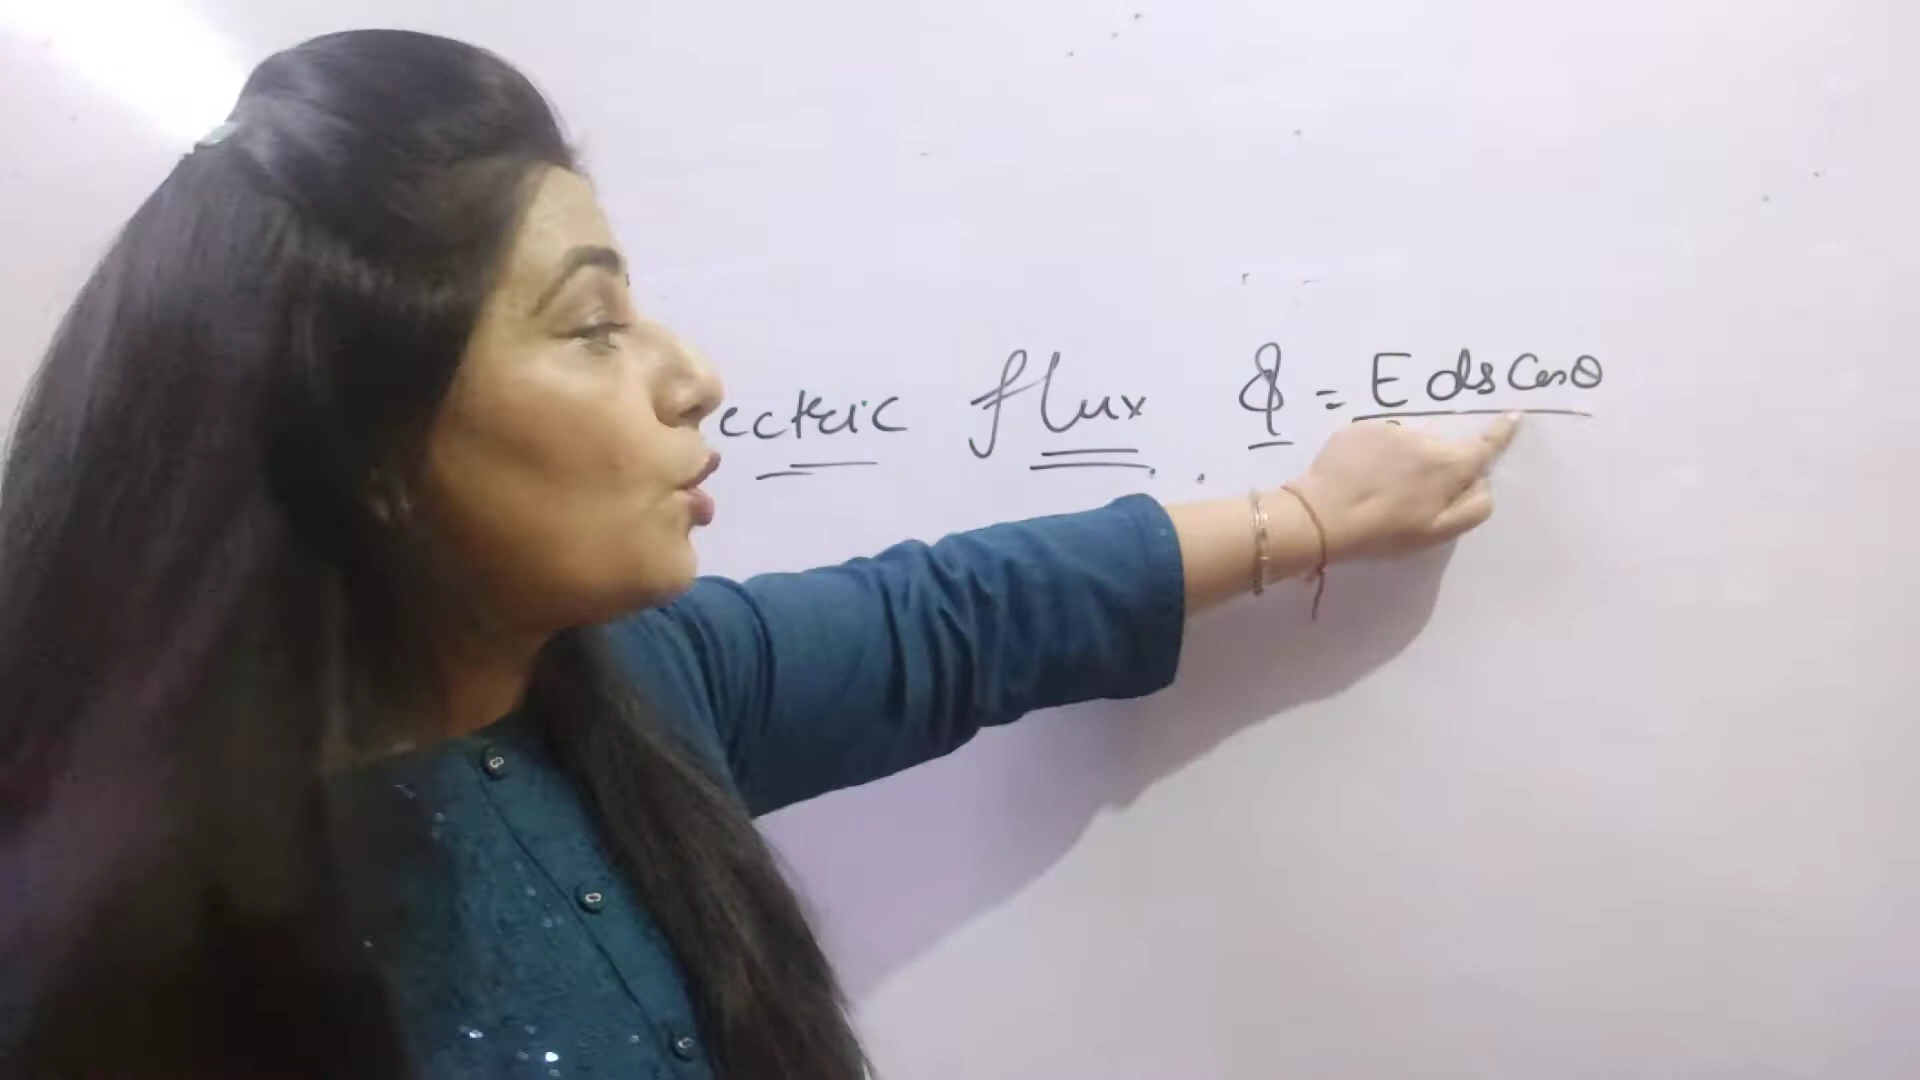 ectric flux ϕ = E ds Cosθ